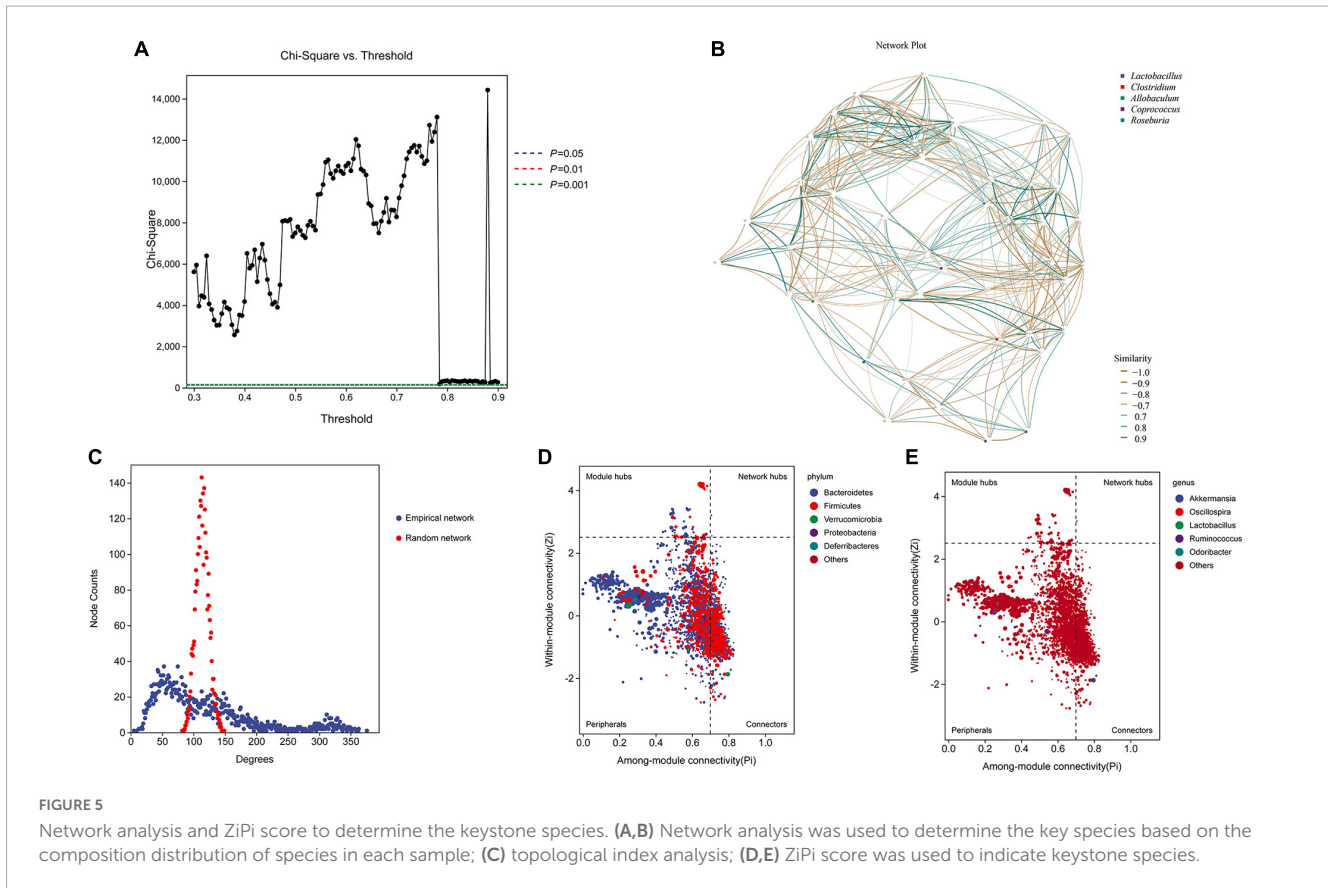 A
Chi-Square vs. Threshold
14,000
12,000
10,000
8,000
6,000
4,000
2,000
0
Chi-Square
0.3 0.4 0.5 0.6 0.7 0.8 0.9
Threshold
P=0.05
P=0.01
P=0.001
B
Network Plot
Lactobacillus
Clostridium
Allobaculum
Coprococcus
Roseburia
Similarity
−1.0
−0.9
−0.8
−0.7
0.7
0.8
0.9
C
140
120
100
80
60
40
20
0
Node Counts
0 50 100 150 200 250 300 350
Degrees
Empirical network
Random network
D
Module hubs Network hubs
4
2
0
-2
Within-module connectivity(Zi)
Peripherals Connectors
0.0 0.2 0.4 0.6 0.8 1.0
Among-module connectivity(Pi)
phylum
Bacteroidetes
Firmicutes
Verrucomicrobia
Proteobacteria
Deferribacteres
Others
E
Module hubs Network hubs
4
2
0
-2
Within-module connectivity(Zi)
Peripherals Connectors
0.0 0.2 0.4 0.6 0.8 1.0
Among-module connectivity(Pi)
genus
Akkermansia
Oscillospira
Lactobacillus
Ruminococcus
Odoribacter
Others
FIGURE 5
Network analysis and ZiPi score to determine the keystone species. (A,B) Network analysis was used to determine the key species based on the
composition distribution of species in each sample; (C) topological index analysis; (D,E) ZiPi score was used to indicate keystone species.